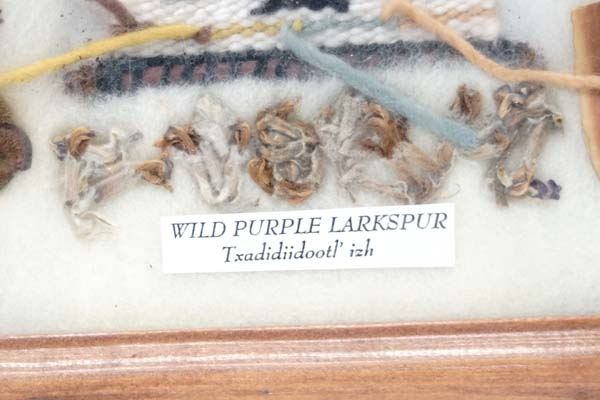 WILD PURPLE LARKSPUR
Txadidiidootl' izh